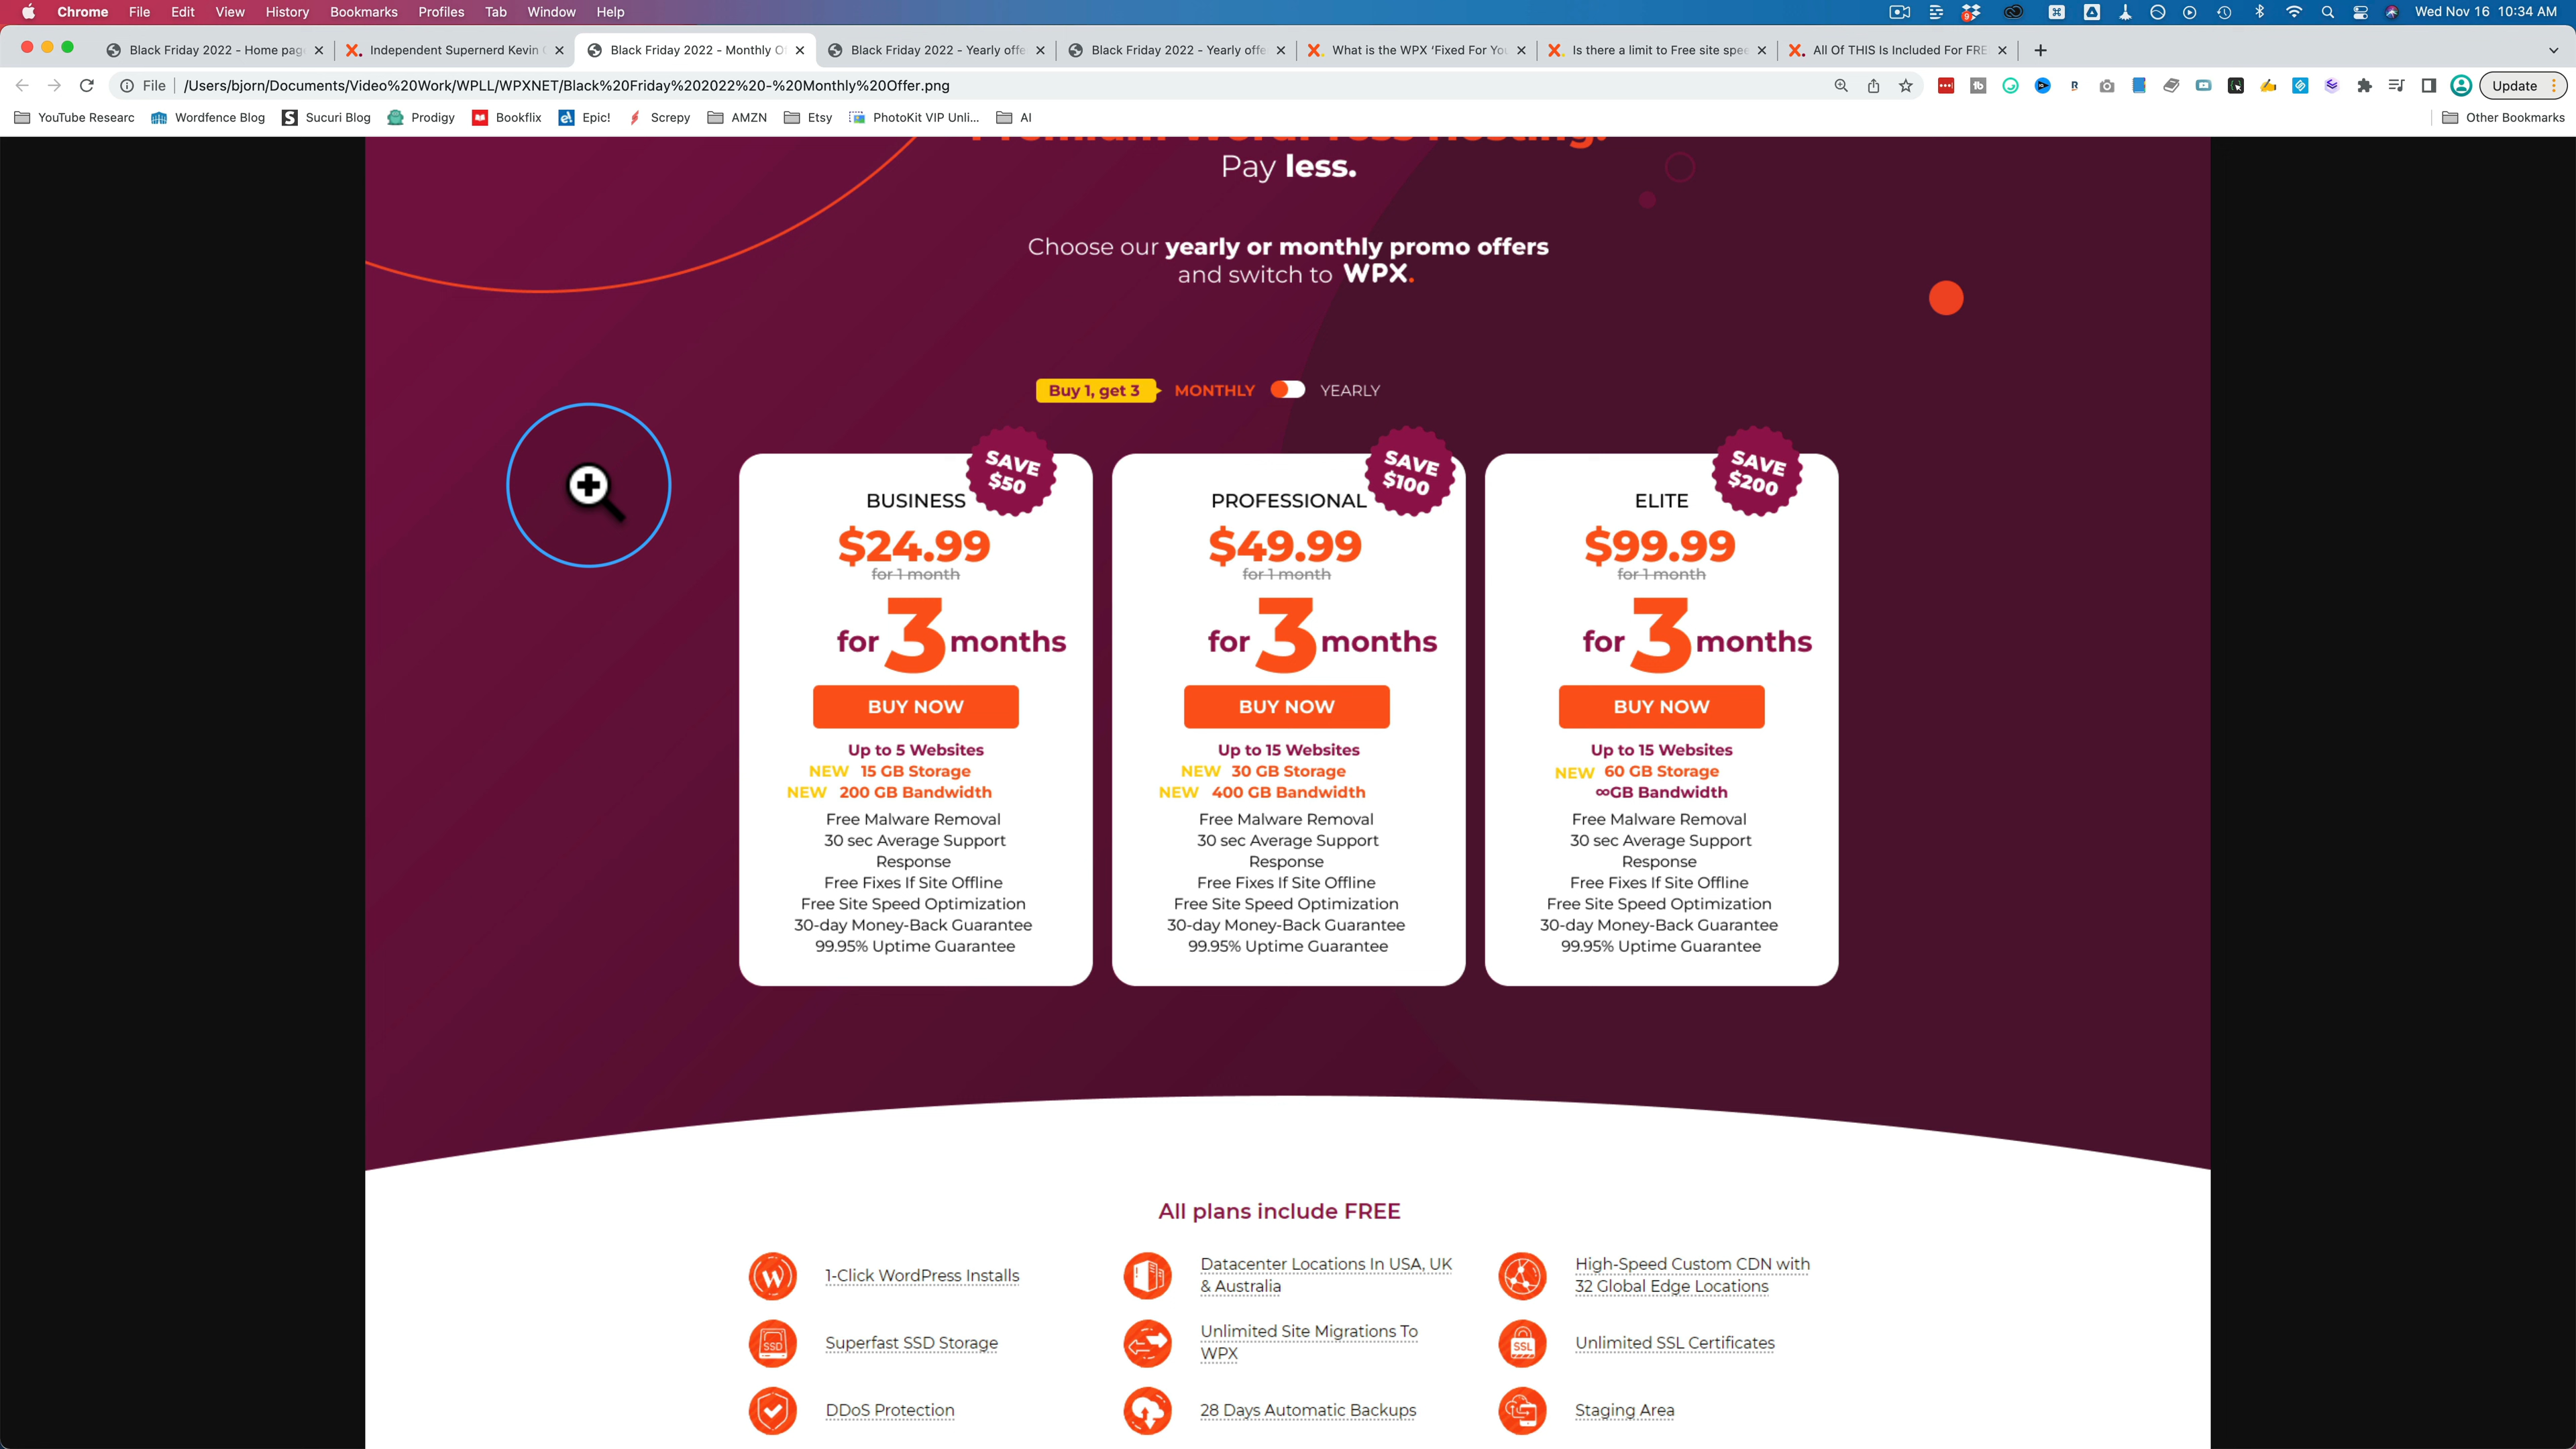 Chrome File Edit View History Bookmarks Profiles Tab Window Help
9
Wed Nov 16 10:34 AM
Black Friday 2022 - Home pag
Independent Supernerd Kevin
Black Friday 2022 - Monthly O
Black Friday 2022 - Yearly offe
Black Friday 2022 - Yearly offe
What is the WPX 'Fixed For You
Is there a limit to Free site spee
All Of THIS Is Included For FRE
File /Users/bjorn/Documents/Video%20Work/WPLL/WPXNET/Black%20Friday%202022%20-%20Monthly%20Offer.png
Update
YouTube Researc Wordfence Blog Sucuri Blog Prodigy Bookflix Epic! Screpy AMZN Etsy PhotoKit VIP Unli... AI Other Bookmarks
Premium WordPress Hosting.
Pay less.
Choose our yearly or monthly promo offers
and switch to WPX.
Buy 1, get 3 MONTHLY YEARLY
SAVE
$50
BUSINESS
$24.99
for 1 month
for 3 months
BUY NOW
Up to 5 Websites
NEW 15 GB Storage
NEW 200 GB Bandwidth
Free Malware Removal
30 sec Average Support
Response
Free Fixes If Site Offline
Free Site Speed Optimization
30-day Money-Back Guarantee
99.95% Uptime Guarantee
SAVE
$100
PROFESSIONAL
$49.99
for 1 month
for 3 months
BUY NOW
Up to 15 Websites
NEW 30 GB Storage
NEW 400 GB Bandwidth
Free Malware Removal
30 sec Average Support
Response
Free Fixes If Site Offline
Free Site Speed Optimization
30-day Money-Back Guarantee
99.95% Uptime Guarantee
SAVE
$200
ELITE
$99.99
for 1 month
for 3 months
BUY NOW
Up to 15 Websites
NEW 60 GB Storage
∞GB Bandwidth
Free Malware Removal
30 sec Average Support
Response
Free Fixes If Site Offline
Free Site Speed Optimization
30-day Money-Back Guarantee
99.95% Uptime Guarantee
All plans include FREE
1-Click WordPress Installs
Datacenter Locations In USA, UK
& Australia
High-Speed Custom CDN with
32 Global Edge Locations
SSD
Superfast SSD Storage
Unlimited Site Migrations To
WPX
SSL
Unlimited SSL Certificates
DDoS Protection
28 Days Automatic Backups
Staging Area